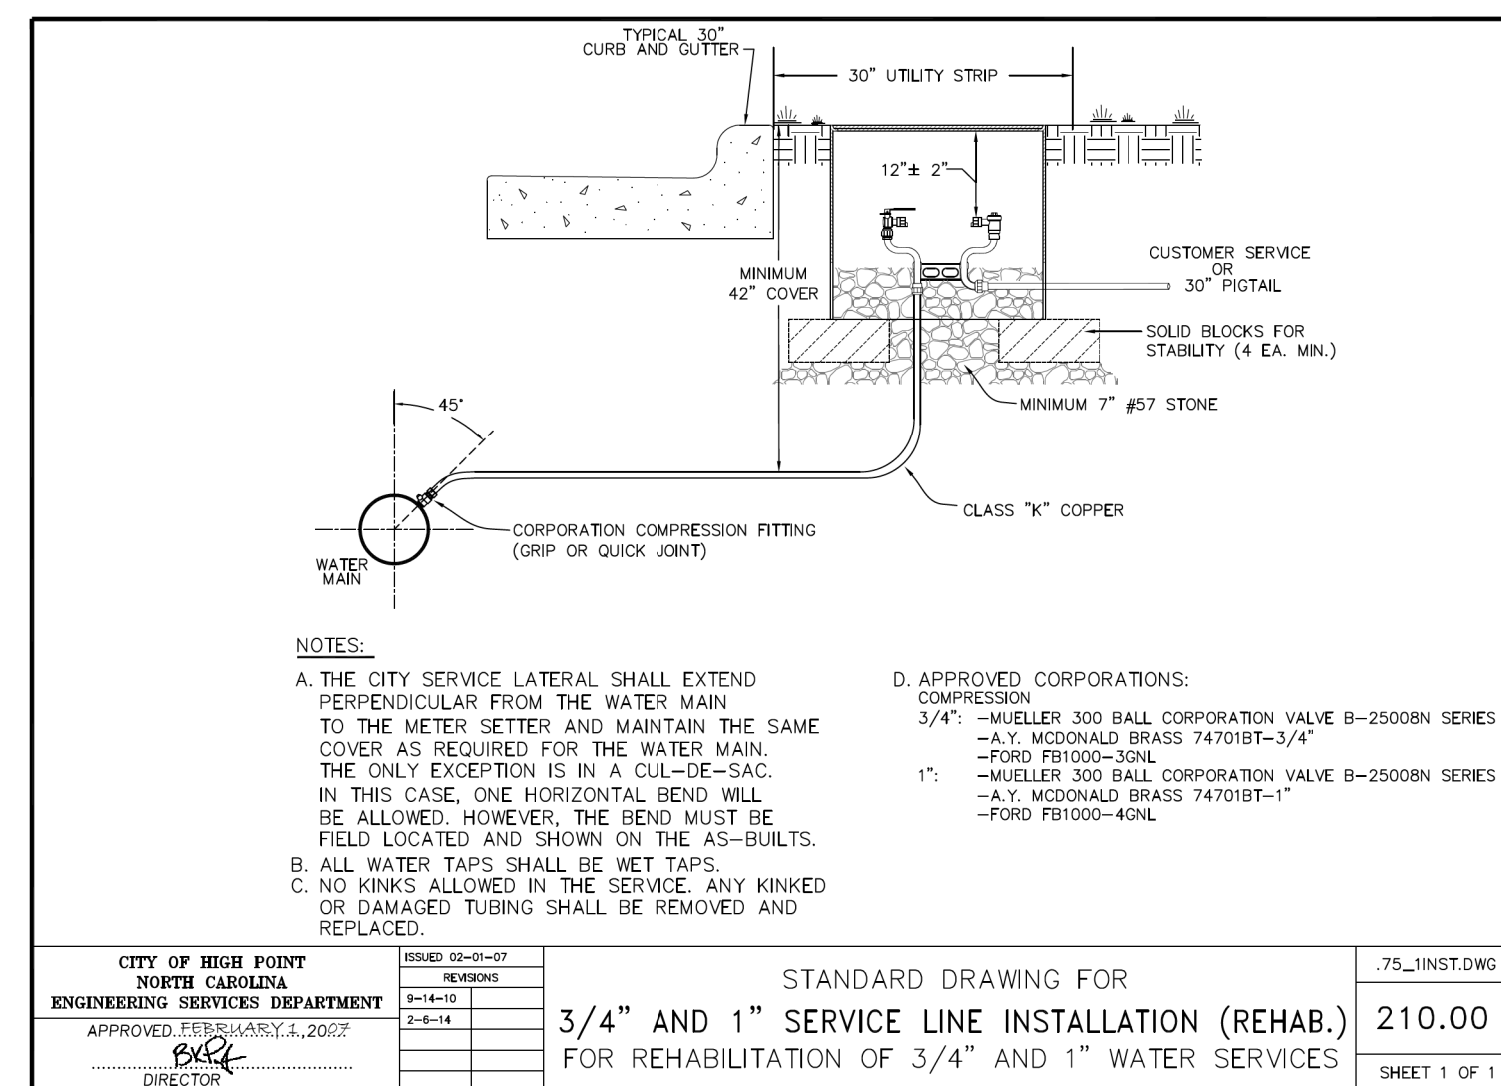 TYPICAL 30”
CURB AND GUTTER
30” UTILITY STRIP
12”± 2”
MINIMUM
42” COVER
CUSTOMER SERVICE
OR
30” PIGTAIL
SOLID BLOCKS FOR
STABILITY (4 EA. MIN.)
MINIMUM 7” #57 STONE
45°
CLASS "K" COPPER
CORPORATION COMPRESSION FITTING
(GRIP OR QUICK JOINT)
WATER
MAIN
NOTES:
A. THE CITY SERVICE LATERAL SHALL EXTEND
PERPENDICULAR FROM THE WATER MAIN
TO THE METER SETTER AND MAINTAIN THE SAME
COVER AS REQUIRED FOR THE WATER MAIN.
THE ONLY EXCEPTION IS IN A CUL-DE-SAC.
IN THIS CASE, ONE HORIZONTAL BEND WILL
BE ALLOWED. HOWEVER, THE BEND MUST BE
FIELD LOCATED AND SHOWN ON THE AS-BUILTS.
B. ALL WATER TAPS SHALL BE WET TAPS.
C. NO KINKS ALLOWED IN THE SERVICE. ANY KINKED
OR DAMAGED TUBING SHALL BE REMOVED AND
REPLACED.
D. APPROVED CORPORATIONS:
COMPRESSION
3/4”: -MUELLER 300 BALL CORPORATION VALVE B-25008N SERIES
-A.Y. MCDONALD BRASS 74701BT-3/4"
-FORD FB1000-3GNL
1”: -MUELLER 300 BALL CORPORATION VALVE B-25008N SERIES
-A.Y. MCDONALD BRASS 74701BT-1"
-FORD FB1000-4GNL
CITY OF HIGH POINT
NORTH CAROLINA
ENGINEERING SERVICES DEPARTMENT
APPROVED FEBRUARY 1, 2007
DIRECTOR
ISSUED 02-01-07
REVISIONS
9-14-10
2-6-14
STANDARD DRAWING FOR
3/4” AND 1” SERVICE LINE INSTALLATION (REHAB.)
FOR REHABILITATION OF 3/4” AND 1” WATER SERVICES
.75_1INST.DWG
210.00
SHEET 1 OF 1